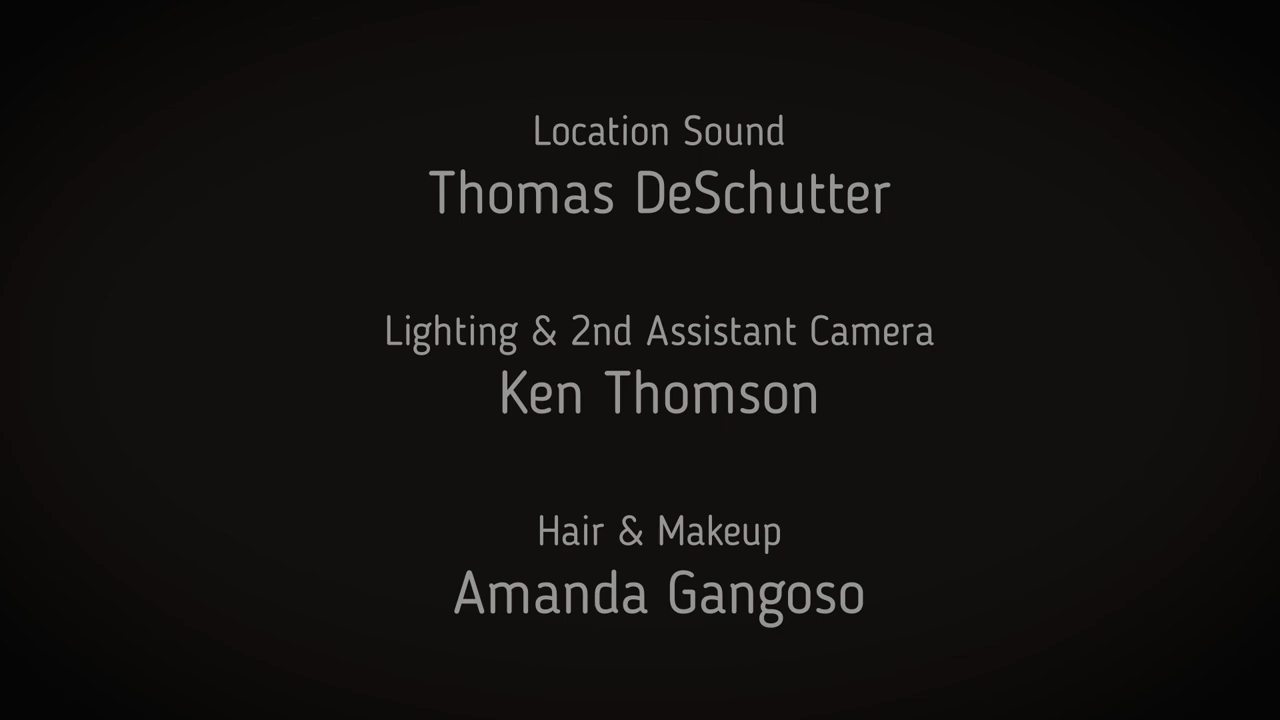 Location Sound
Thomas DeSchutter
Lighting & 2nd Assistant Camera
Ken Thomson
Hair & Makeup
Amanda Gangoso